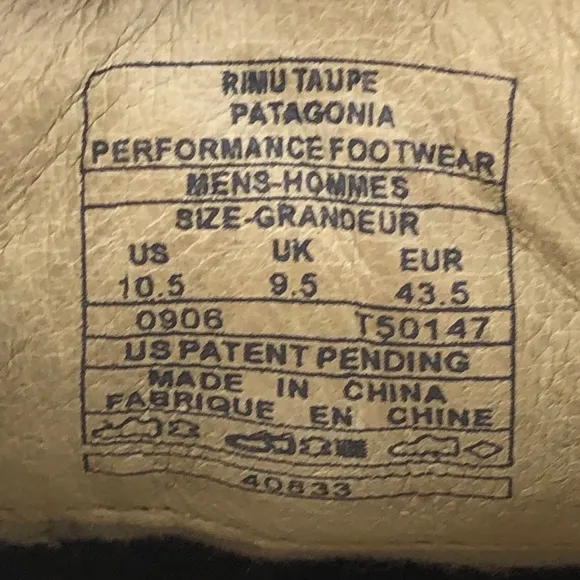 RIMU TAUPE
PATAGONIA
PERFORMANCE FOOTWEAR
MENS-HOMMES
SIZE-GRANDEUR
US UK EUR
10.5 9.5 43.5
0906 T50147
US PATENT PENDING
MADE IN CHINA
FABRIQUE EN CHINE
40833